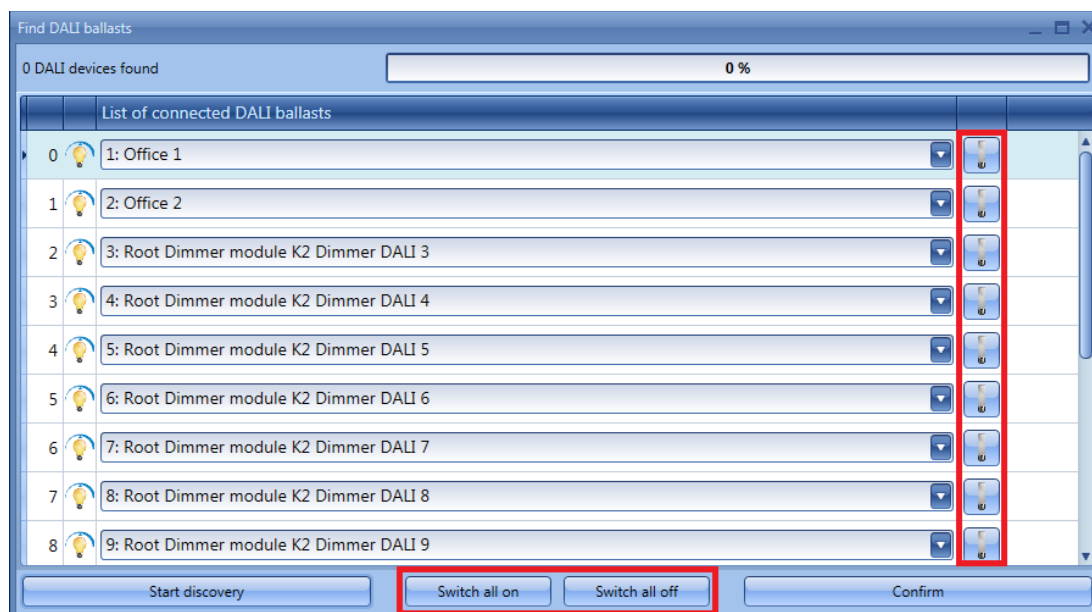 Find DALI ballasts
0 DALI devices found
0 %
List of connected DALI ballasts
0 1: Office 1
1 2: Office 2
2 3: Root Dimmer module K2 Dimmer DALI 3
3 4: Root Dimmer module K2 Dimmer DALI 4
4 5: Root Dimmer module K2 Dimmer DALI 5
5 6: Root Dimmer module K2 Dimmer DALI 6
6 7: Root Dimmer module K2 Dimmer DALI 7
7 8: Root Dimmer module K2 Dimmer DALI 8
8 9: Root Dimmer module K2 Dimmer DALI 9
Start discovery Switch all on Switch all off Confirm